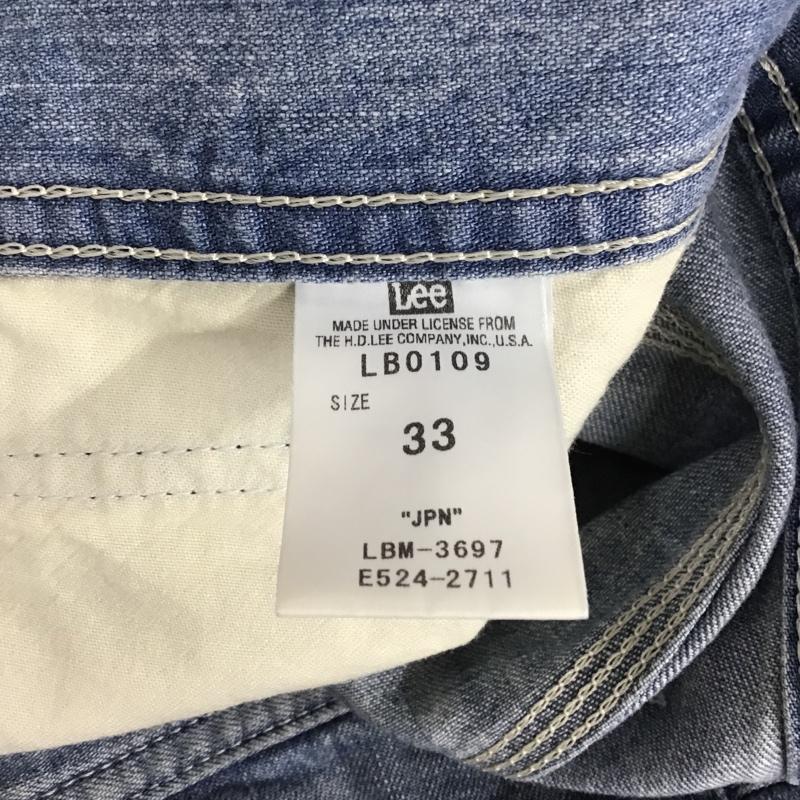 Lee
MADE UNDER LICENSE FROM
THE H.D.LEE COMPANY,INC.,U.S.A.
LB0109
SIZE
33
"JPN"
LBM-3697
E524-2711